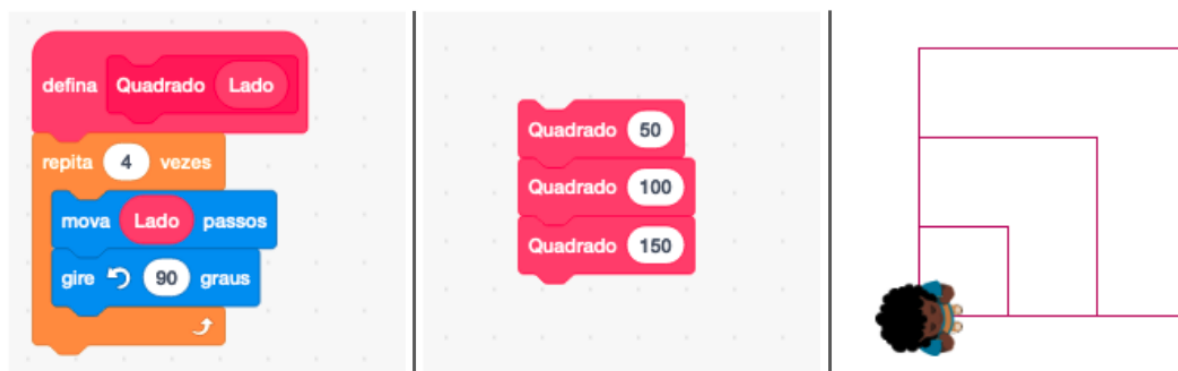 defina Quadrado Lado
repita 4 vezes
mova Lado passos
gire 90 graus
Quadrado 50
Quadrado 100
Quadrado 150